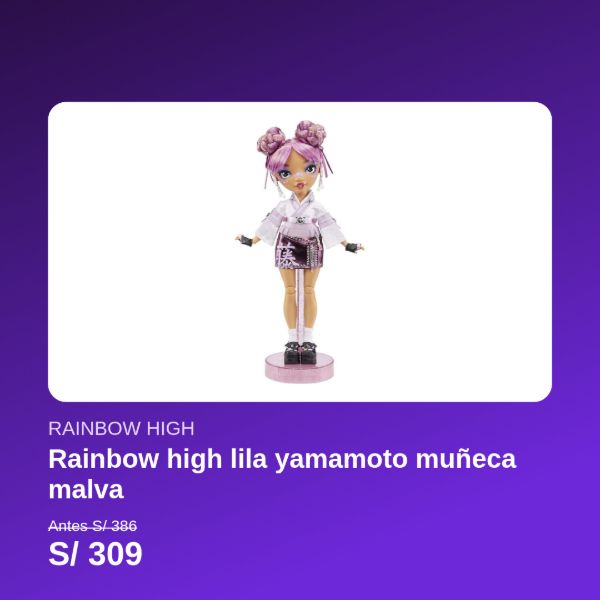 RAINBOW HIGH
Rainbow high lila yamamoto muñeca
malva
Antes S/ 386
S/ 309